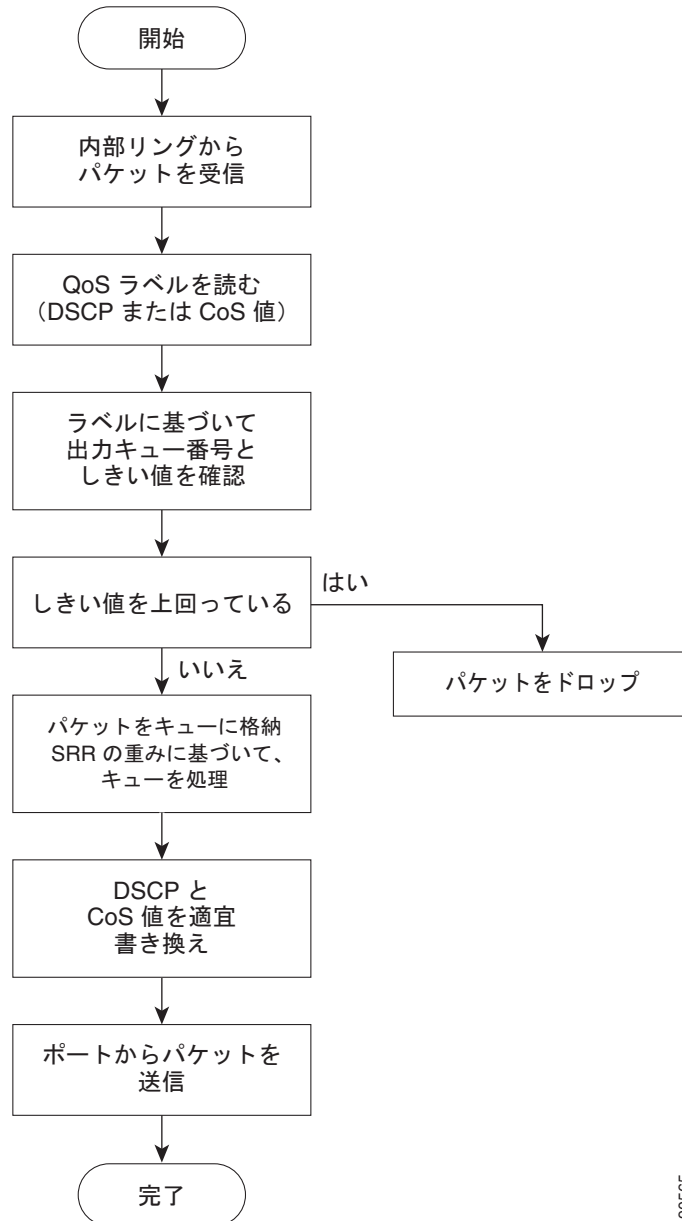 開始
内部リングから
パケットを受信
QoS ラベルを読む
（DSCP または CoS 値）
ラベルに基づいて
出力キュー番号と
しきい値を確認
しきい値を上回っている
はい
パケットをドロップ
いいえ
パケットをキューに格納
SRR の重みに基づいて、
キューを処理
DSCP と
CoS 値を適宜
書き換え
ポートからパケットを
送信
完了